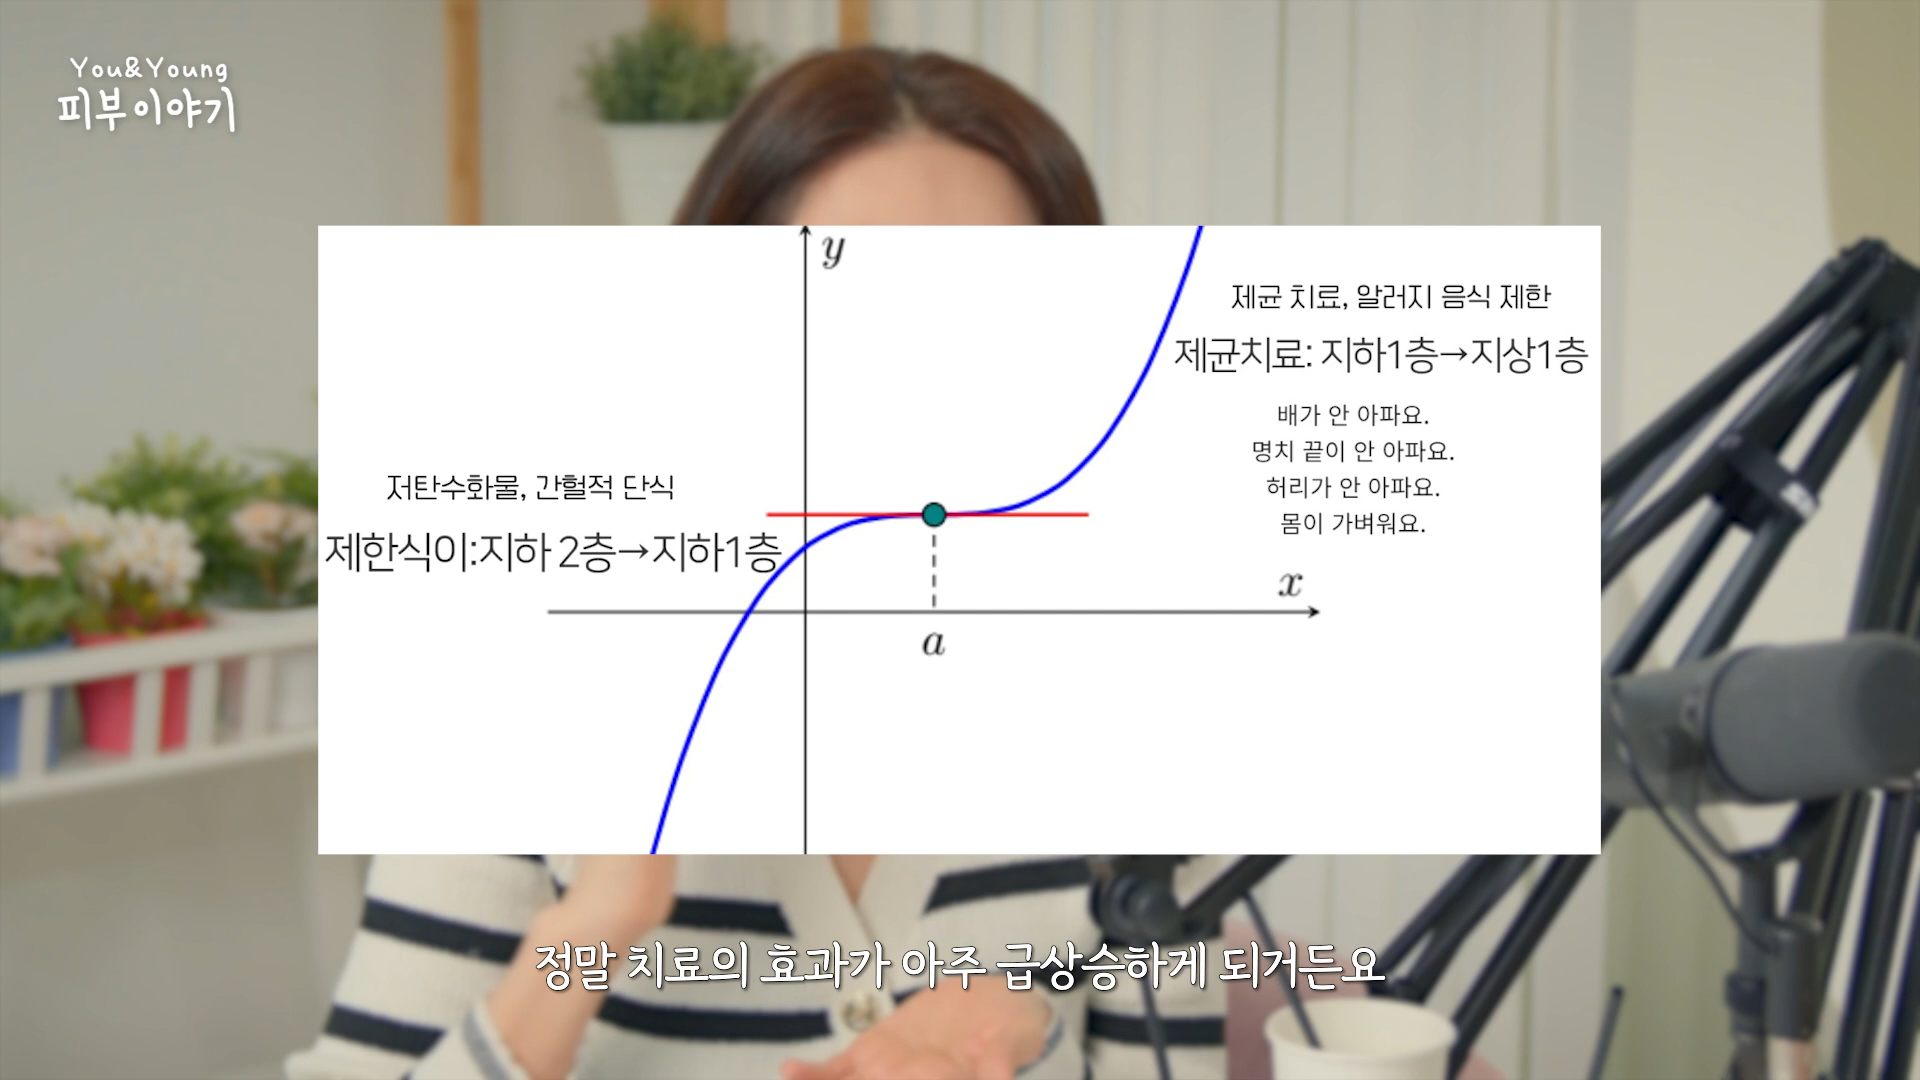 You&Young
피부이야기
y
제균 치료, 알러지 음식 제한
제균치료: 지하1층→지상1층
배가 안 아파요.
명치 끝이 안 아파요.
허리가 안 아파요.
몸이 가벼워요.
저탄수화물, 간헐적 단식
제한식이:지하 2층→지하1층
x
a
정말 치료의 효과가 아주 급상승하게 되거든요